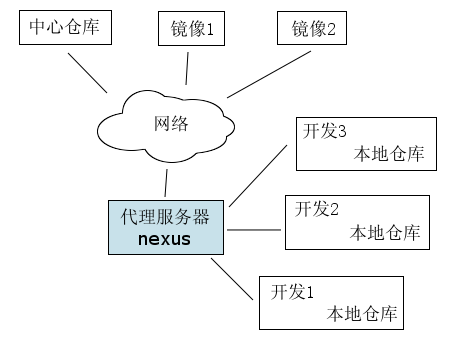 中心仓库
镜像1
镜像2
网络
开发3
本地仓库
代理服务器
nexus
开发2
本地仓库
开发1
本地仓库